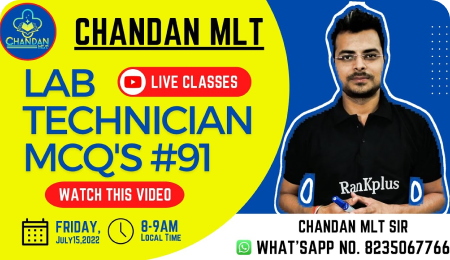 CHANDAN
CHANDAN MLT
LAB
TECHNICIAN
MCQ'S #91
LIVE CLASSES
WATCH THIS VIDEO
FRIDAY,
JULY15,2022
8-9AM
LOCAL TIME
RanKplus
CHANDAN MLT SIR
WHAT'SAPP NO. 8235067766